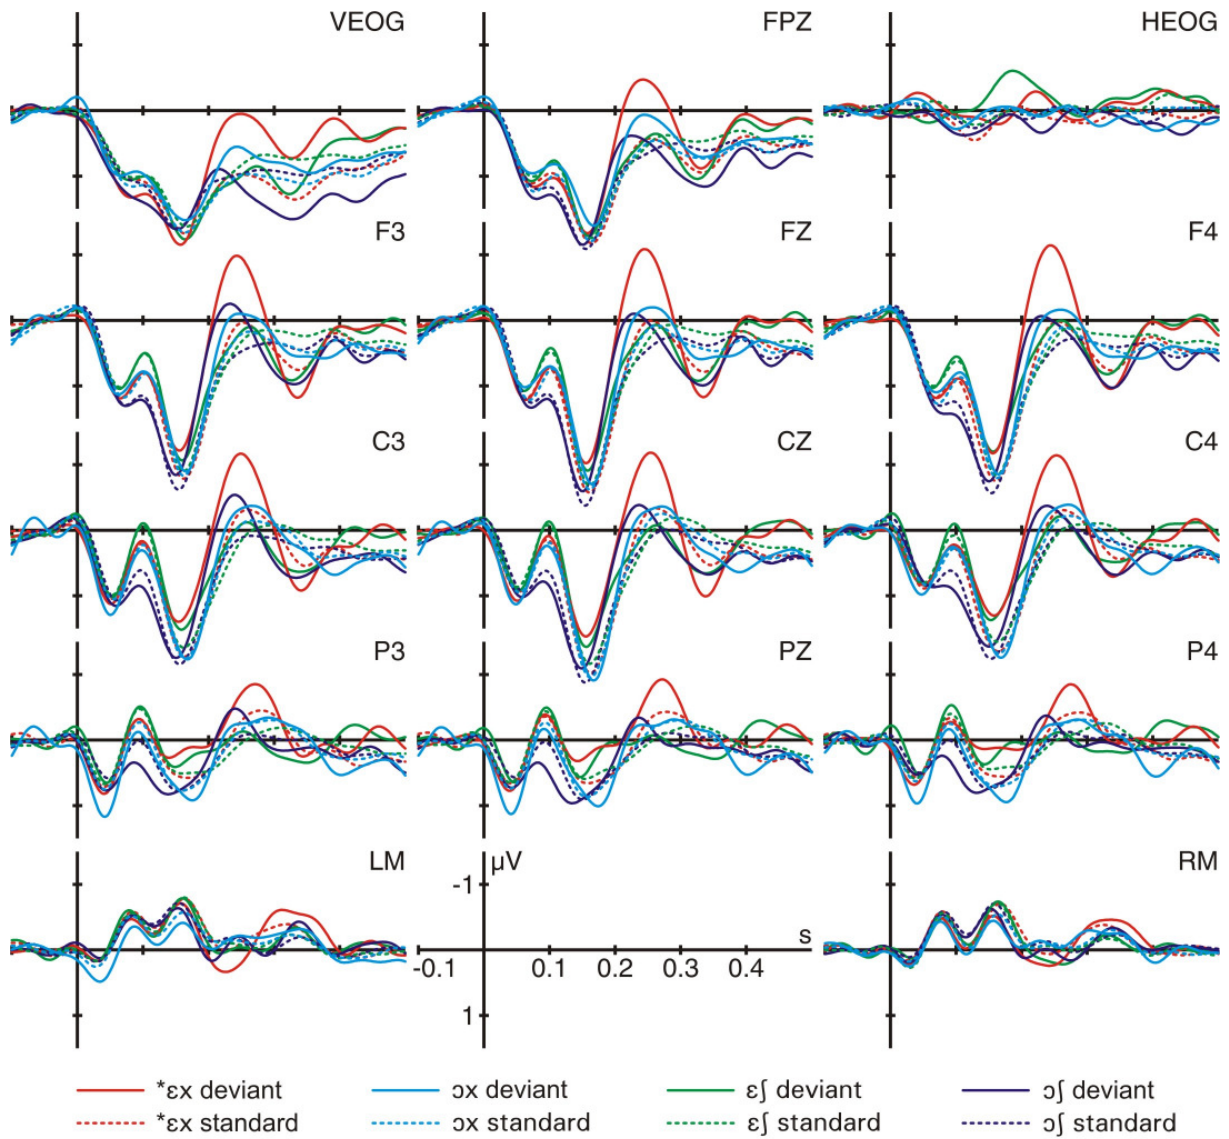 VEOG FPZ HEOG
F3 FZ F4
C3 CZ C4
P3 PZ P4
LM µV RM
-1
s
-0.1 0.1 0.2 0.3 0.4
1
*ɛx deviant ɔx deviant ɛʃ deviant ɔʃ deviant
*ɛx standard ɔx standard ɛʃ standard ɔʃ standard